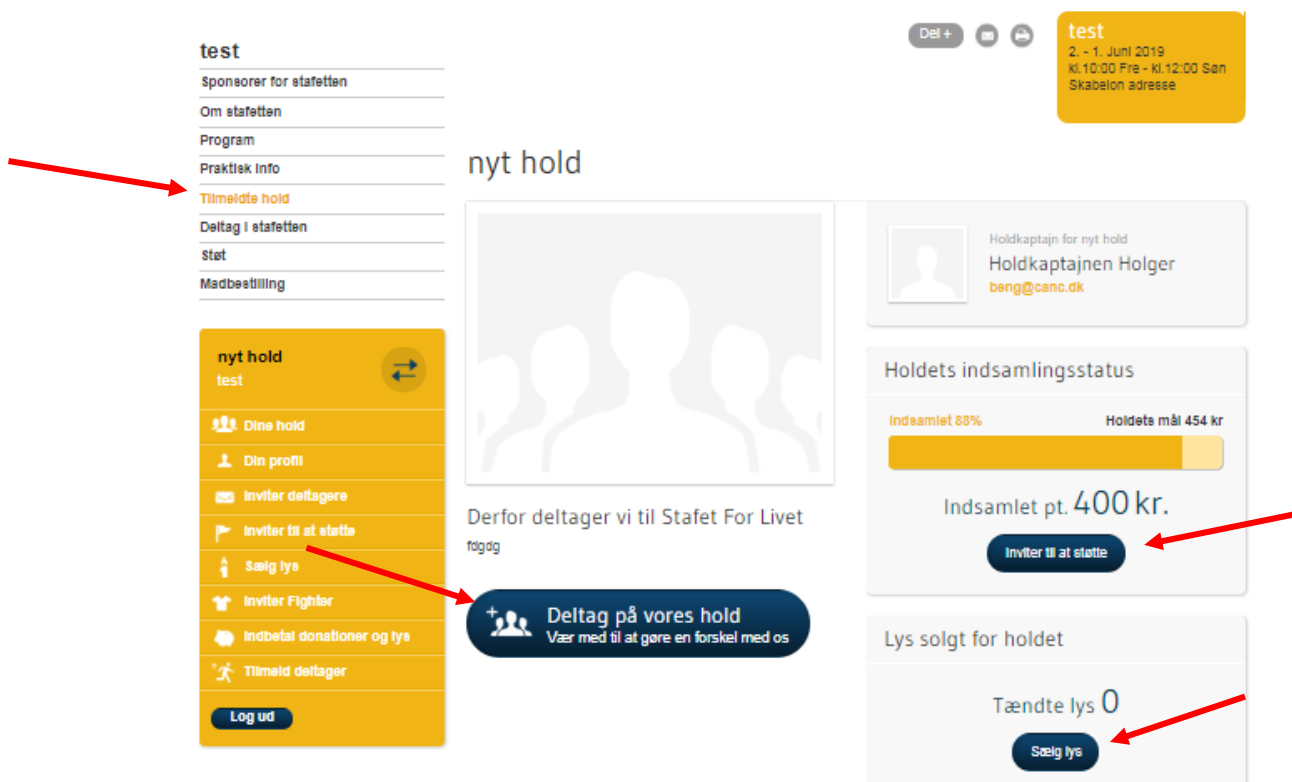 test
Sponsorer for stafetten
Om stafetten
Program
Praktisk info
Tilmeldte hold
Deltag i stafetten
Støt
Madbestilling
nyt hold
test
Dine hold
Din profil
Inviter deltagere
Inviter til at støtte
Sælg lys
Inviter Fighter
Indbetal donationer og lys
Tilmeld deltager
Log ud
Del +
test
2. - 1. Juni 2019
kl.10:00 Fre - kl.12:00 Søn
Skabelon adresse
nyt hold
Derfor deltager vi til Stafet For Livet
fdgdg
Deltag på vores hold
Vær med til at gøre en forskel med os
Holdkaptajn for nyt hold
Holdkaptajnen Holger
beng@canc.dk
Holdets indsamlingsstatus
Indsamlet 88% Holdets mål 454 kr
Indsamlet pt. 400 kr.
Inviter til at støtte
Lys solgt for holdet
Tændte lys 0
Sælg lys